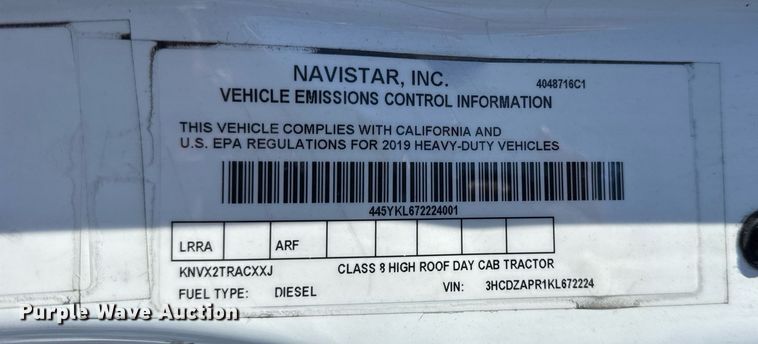 NAVISTAR, INC.
4048716C1
VEHICLE EMISSIONS CONTROL INFORMATION
THIS VEHICLE COMPLIES WITH CALIFORNIA AND
U.S. EPA REGULATIONS FOR 2019 HEAVY-DUTY VEHICLES
445YKL672224001
LRRA ARF
KNVX2TRACXXJ CLASS 8 HIGH ROOF DAY CAB TRACTOR
FUEL TYPE: DIESEL VIN: 3HCDZAPR1KL672224
Purple Wave Auction